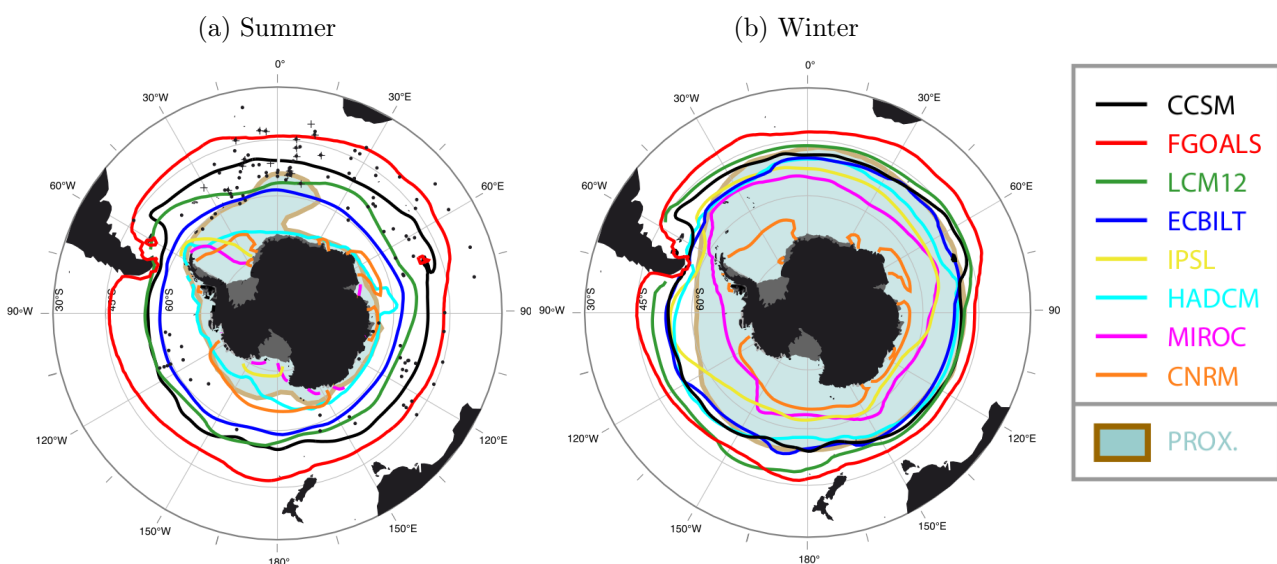 (a) Summer
(b) Winter
0°
30°W
30°E
60°W
60°E
90°W
30°S
45°S
60°S
120°W
120°E
150°W
150°E
180°
0°
30°W
30°E
60°W
60°E
90°W
30°S
45°S
60°S
90
120°W
120°E
150°W
150°E
180°
CCSM
FGOALS
LCM12
ECBILT
IPSL
HADCM
MIROC
CNRM
PROX.